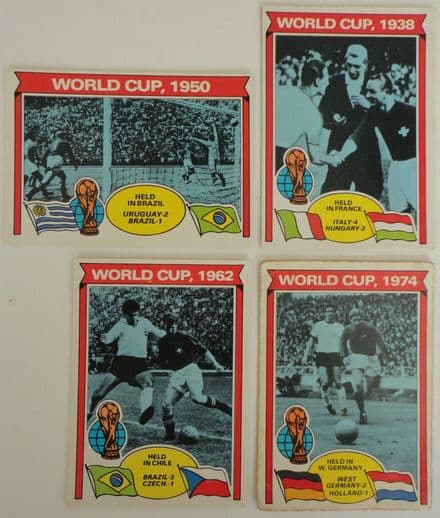 WORLD CUP, 1950
HELD
IN BRAZIL
URUGUAY-2
BRAZIL-1
WORLD CUP, 1938
HELD
IN FRANCE
ITALY-4
HUNGARY-2
WORLD CUP, 1962
HELD
IN CHILE
BRAZIL-3
CZECH.-1
WORLD CUP, 1974
HELD IN
W. GERMANY
WEST
GERMANY-2
HOLLAND-1